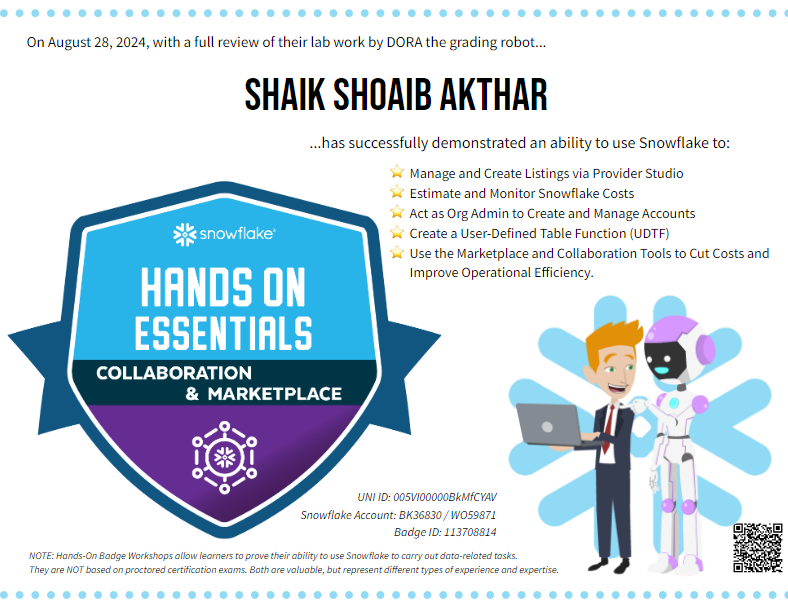 On August 28, 2024, with a full review of their lab work by DORA the grading robot...
SHAIK SHOAIB AKTHAR
...has successfully demonstrated an ability to use Snowflake to:
Manage and Create Listings via Provider Studio
Estimate and Monitor Snowflake Costs
Act as Org Admin to Create and Manage Accounts
Create a User-Defined Table Function (UDTF)
Use the Marketplace and Collaboration Tools to Cut Costs and
Improve Operational Efficiency.
snowflake®
HANDS ON
ESSENTIALS
COLLABORATION
& MARKETPLACE
UNI ID: 005VI00000BkMfCYAV
Snowflake Account: BK36830 / WO59871
Badge ID: 113708814
NOTE: Hands-On Badge Workshops allow learners to prove their ability to use Snowflake to carry out data-related tasks.
They are NOT based on proctored certification exams. Both are valuable, but represent different types of experience and expertise.